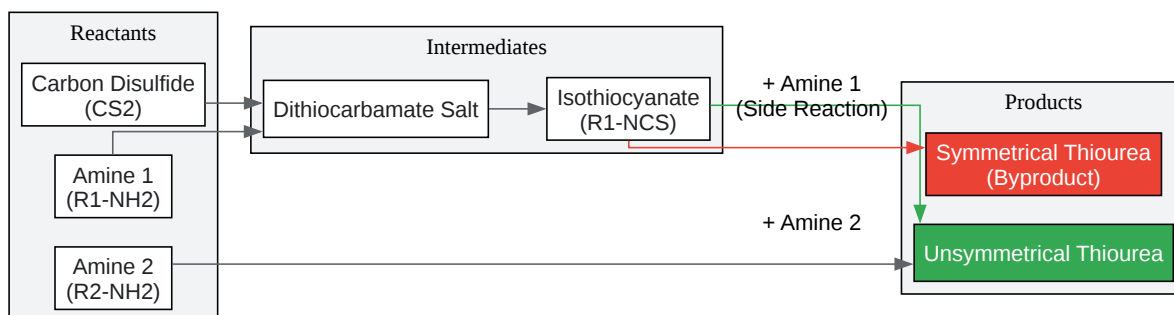 Reactants
Carbon Disulfide
(CS2)
Amine 1
(R1-NH2)
Amine 2
(R2-NH2)
Intermediates
Dithiocarbamate Salt
Isothiocyanate
(R1-NCS)
+ Amine 1
(Side Reaction)
+ Amine 2
Products
Symmetrical Thiourea
(Byproduct)
Unsymmetrical Thiourea